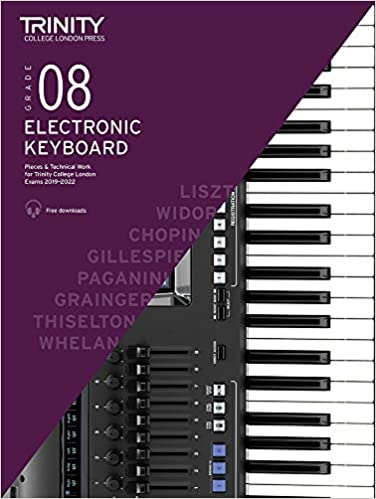 TRINITY
COLLEGE LONDON PRESS
GRADE
08
ELECTRONIC
KEYBOARD
Pieces & Technical Work
for Trinity College London
Exams 2019-2022
Free downloads
LISZT
WIDOR
CHOPIN
GILLESPIE
PAGANINI
GRAINGER
THISELTON
WHELAN
REGISTRATION